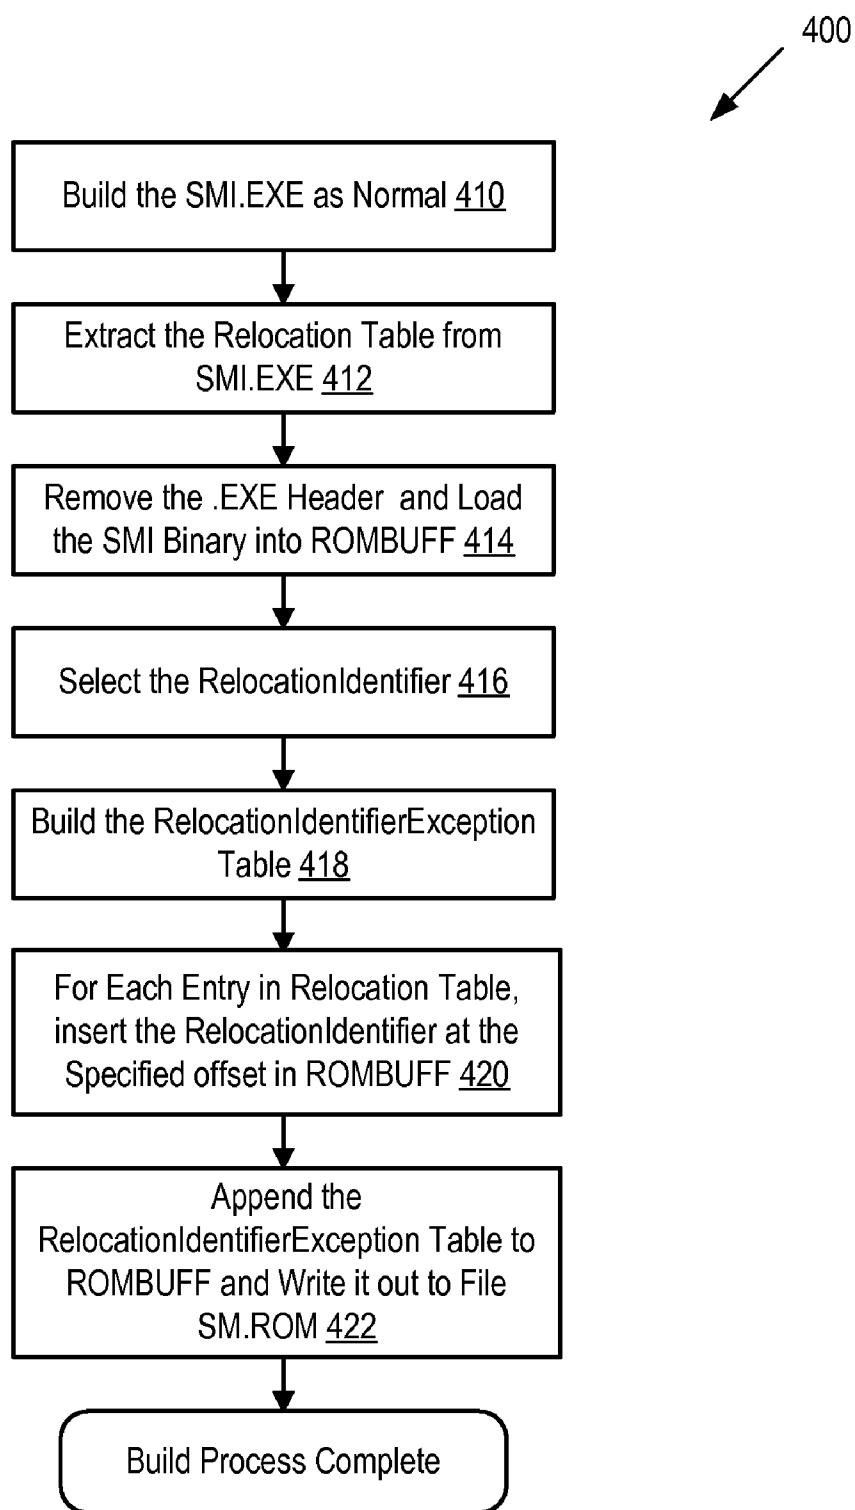 400
Build the SMI.EXE as Normal 410
Extract the Relocation Table from
SMI.EXE 412
Remove the .EXE Header and Load
the SMI Binary into ROMBUFF 414
Select the RelocationIdentifier 416
Build the RelocationIdentifierException
Table 418
For Each Entry in Relocation Table,
insert the RelocationIdentifier at the
Specified offset in ROMBUFF 420
Append the
RelocationIdentifierException Table to
ROMBUFF and Write it out to File
SM.ROM 422
Build Process Complete